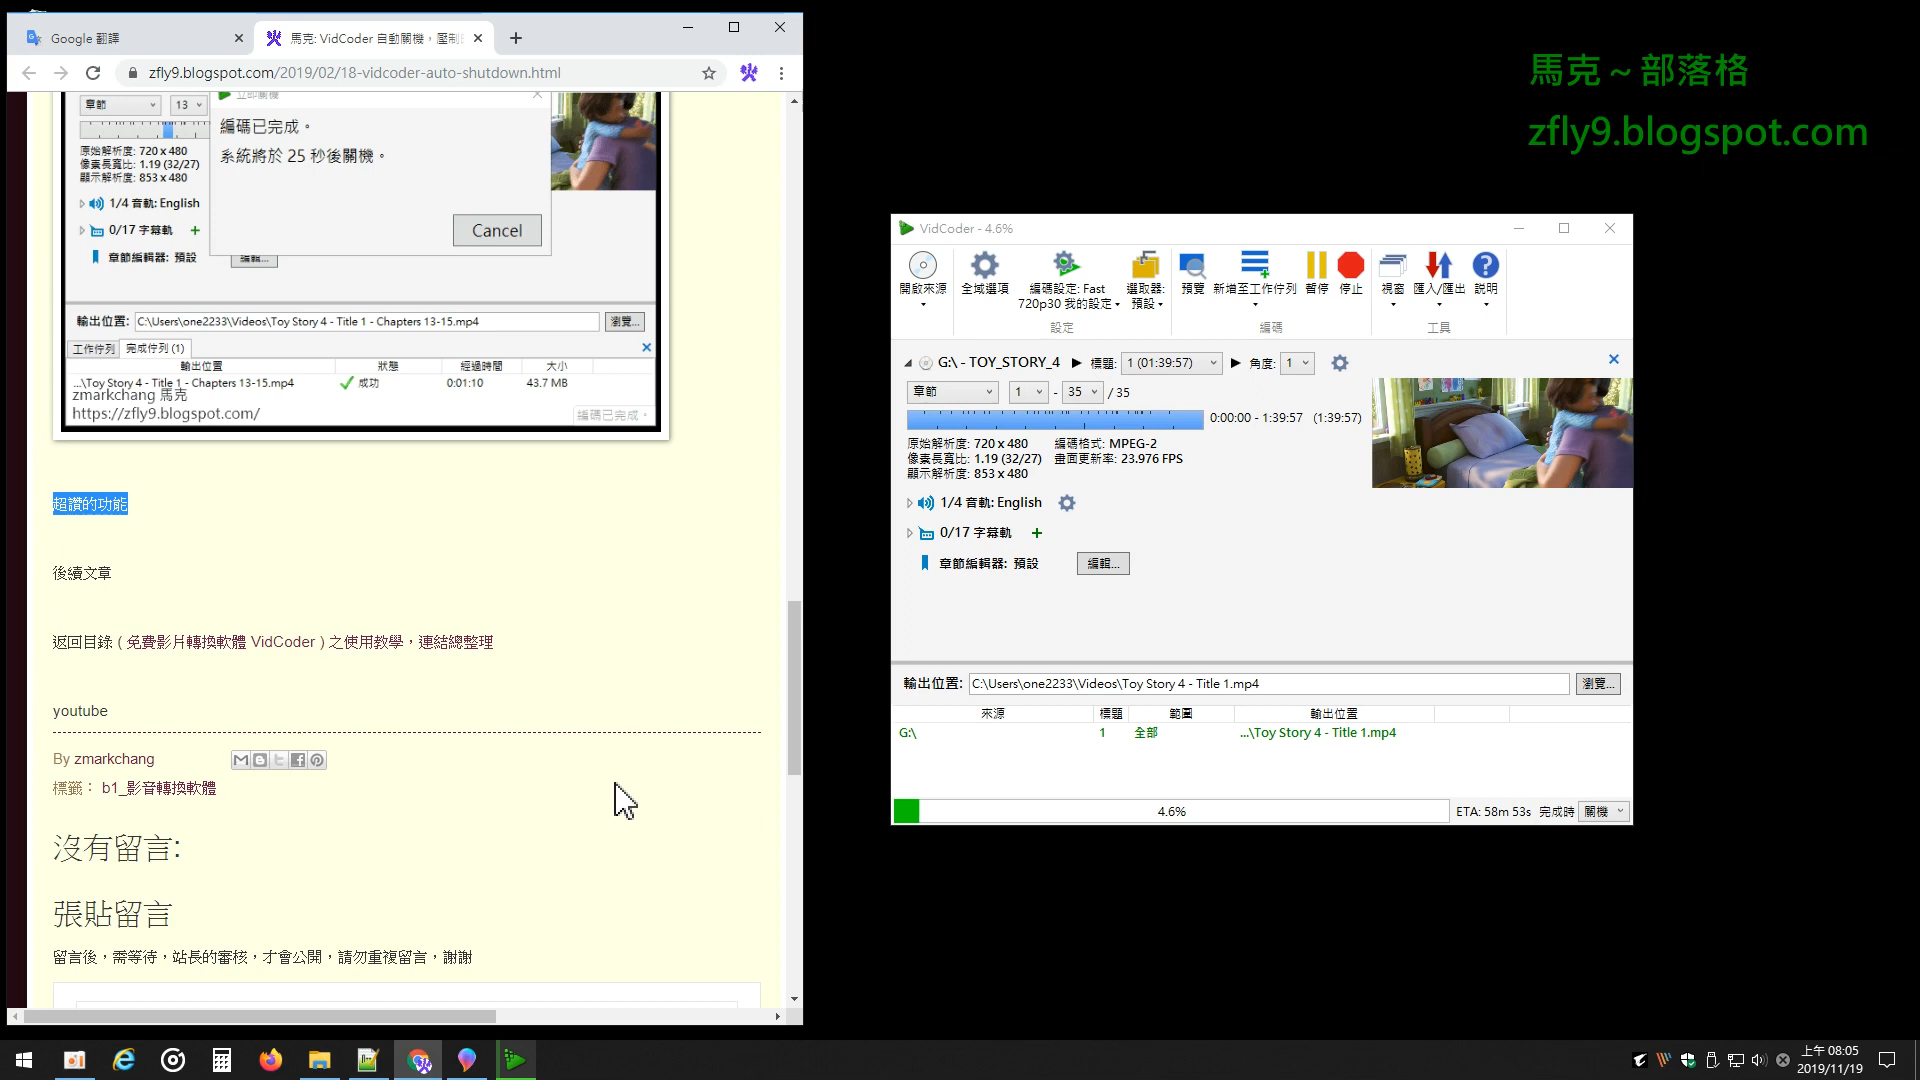 Google 翻譯
馬克: VidCoder 自動關機，壓制
zfly9.blogspot.com/2019/02/18-vidcoder-auto-shutdown.html
章節
13
立即關機
編碼已完成。
系統將於 25 秒後關機。
Cancel
原始解析度: 720 x 480
像素長寬比: 1.19 (32/27)
顯示解析度: 853 x 480
1/4 音軌: English
0/17 字幕軌
章節編輯器: 預設
編輯...
輸出位置: C:\Users\one2233\Videos\Toy Story 4 - Title 1 - Chapters 13-15.mp4 瀏覽...
工作佇列 完成佇列 (1)
輸出位置 狀態 經過時間 大小
...\Toy Story 4 - Title 1 - Chapters 13-15.mp4 成功 0:01:10 43.7 MB
zmarkchang 馬克
https://zfly9.blogspot.com/
編碼已完成。
超讚的功能
後續文章
返回目錄 ( 免費影片轉換軟體 VidCoder ) 之使用教學，連結總整理
youtube
By zmarkchang
標籤： b1_影音轉換軟體
沒有留言:
張貼留言
留言後，需等待，站長的審核，才會公開，請勿重複留言，謝謝
馬克～部落格
zfly9.blogspot.com
VidCoder - 4.6%
開啟來源 全域選項 編碼設定: Fast 720p30 我的設定 選取器: 預設 預覽 新增至工作佇列 暫停 停止 視窗 匯入/匯出 說明
設定 編碼 工具
G:\ - TOY_STORY_4 標題: 1 (01:39:57) 角度: 1
章節 1 - 35 / 35
0:00:00 - 1:39:57 (1:39:57)
原始解析度: 720 x 480 編碼格式: MPEG-2
像素長寬比: 1.19 (32/27) 畫面更新率: 23.976 FPS
顯示解析度: 853 x 480
1/4 音軌: English
0/17 字幕軌
章節編輯器: 預設 編輯...
輸出位置: C:\Users\one2233\Videos\Toy Story 4 - Title 1.mp4 瀏覽...
來源 標題 範圍 輸出位置
G:\ 1 全部 ...\Toy Story 4 - Title 1.mp4
4.6% ETA: 58m 53s 完成時 關機
上午 08:05
2019/11/19